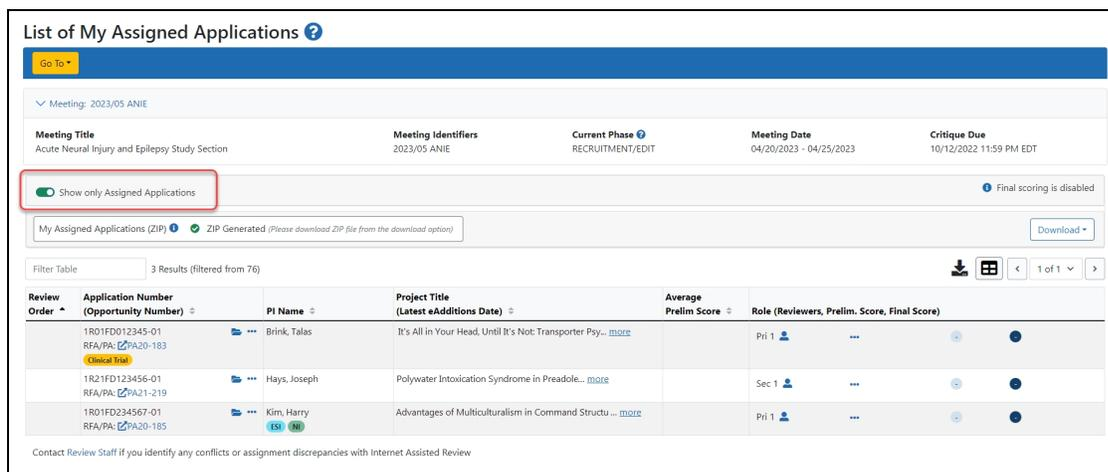 List of My Assigned Applications ?
Go To
Meeting: 2023/05 ANIE
Meeting Title
Acute Neural Injury and Epilepsy Study Section
Meeting Identifiers
2023/05 ANIE
Current Phase ?
RECRUITMENT/EDIT
Meeting Date
04/20/2023 - 04/25/2023
Critique Due
10/12/2022 11:59 PM EDT
Show only Assigned Applications
i Final scoring is disabled
My Assigned Applications (ZIP) i ZIP Generated (Please download ZIP file from the download option)
Download
Filter Table
3 Results (filtered from 76)
1 of 1
Review Order
Application Number (Opportunity Number)
PI Name
Project Title (Latest eAdditions Date)
Average Prelim Score
Role (Reviewers, Prelim. Score, Final Score)
1R01FD012345-01 ••• Brink, Talas It's All in Your Head, Until It's Not: Transporter Psy... more Pri 1 ••• - -
RFA/PA: PA20-183
Clinical Trial
1R21FD123456-01 ••• Hays, Joseph Polywater Intoxication Syndrome in Preadole... more Sec 1 ••• - -
RFA/PA: PA21-219
1R01FD234567-01 ••• Kim, Harry Advantages of Multiculturalism in Command Structu ... more Pri 1 ••• - -
RFA/PA: PA20-185 ESI NI
Contact Review Staff if you identify any conflicts or assignment discrepancies with Internet Assisted Review